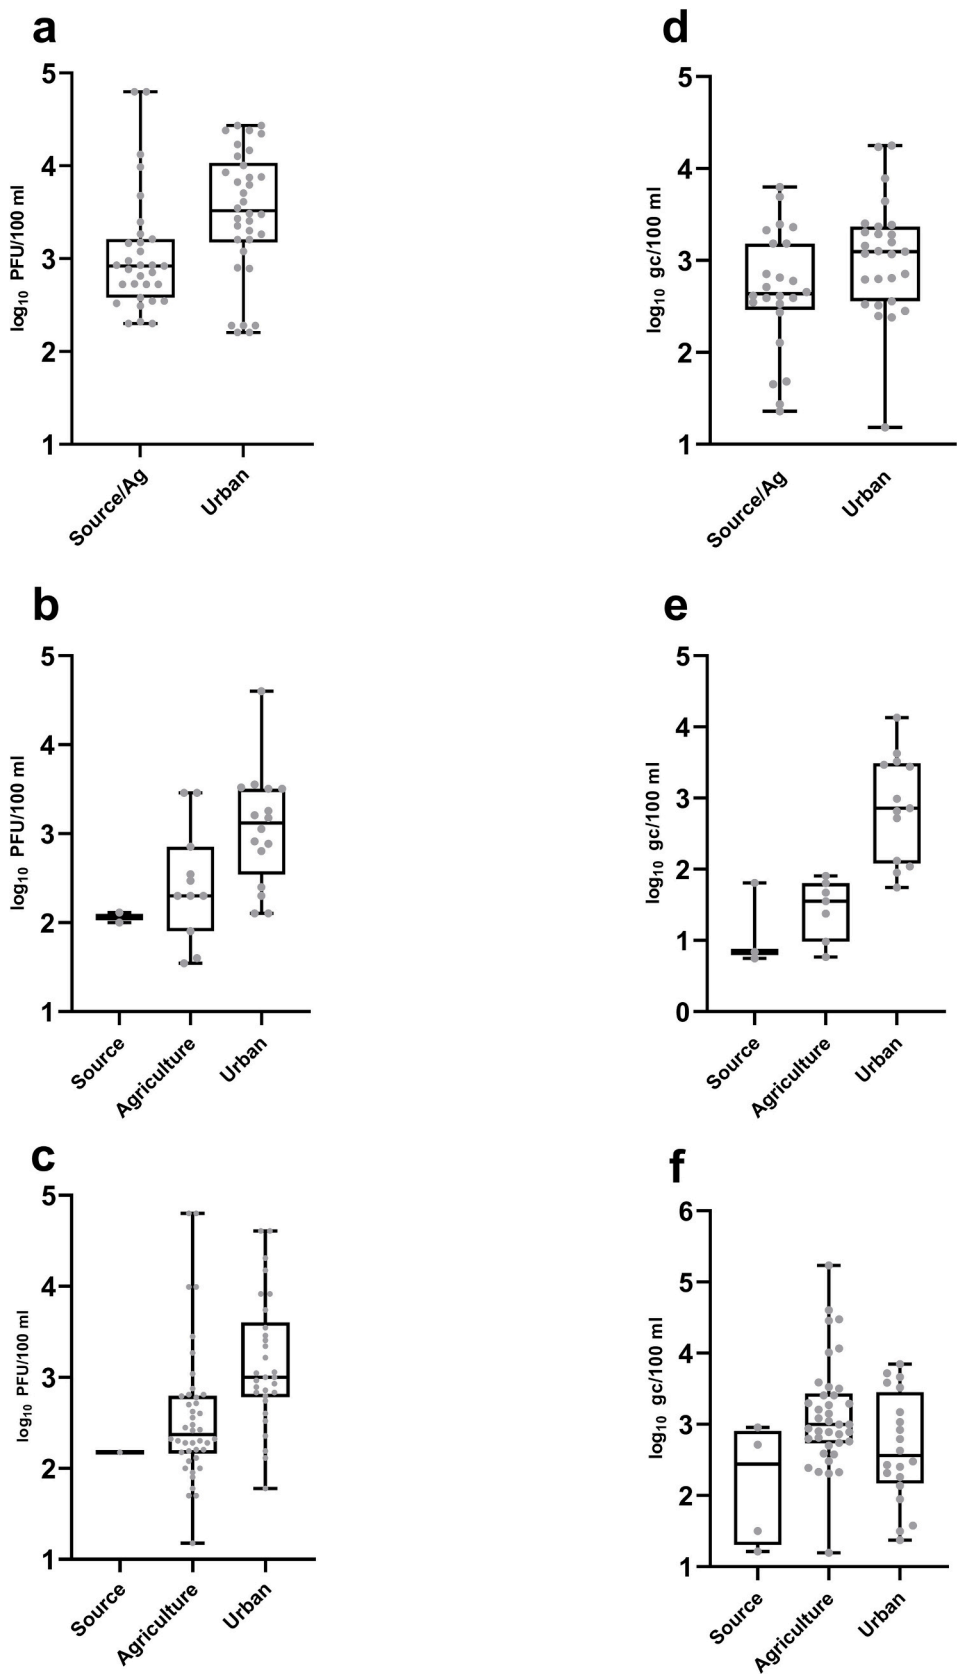 a
5
4
3
2
1
log10 PFU/100 ml
Source/Ag
Urban
d
5
4
3
2
1
log10 gc/100 ml
Source/Ag
Urban
b
5
4
3
2
1
log10 PFU/100 ml
Source
Agriculture
Urban
e
5
4
3
2
1
0
log10 gc/100 ml
Source
Agriculture
Urban
c
5
4
3
2
1
log10 PFU/100 ml
Source
Agriculture
Urban
f
6
5
4
3
2
1
log10 gc/100 ml
Source
Agriculture
Urban